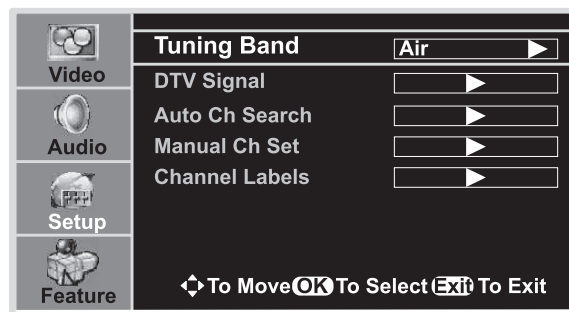 Video
Audio
Setup
Feature
Tuning Band Air
DTV Signal
Auto Ch Search
Manual Ch Set
Channel Labels
To Move OK To Select Exit To Exit